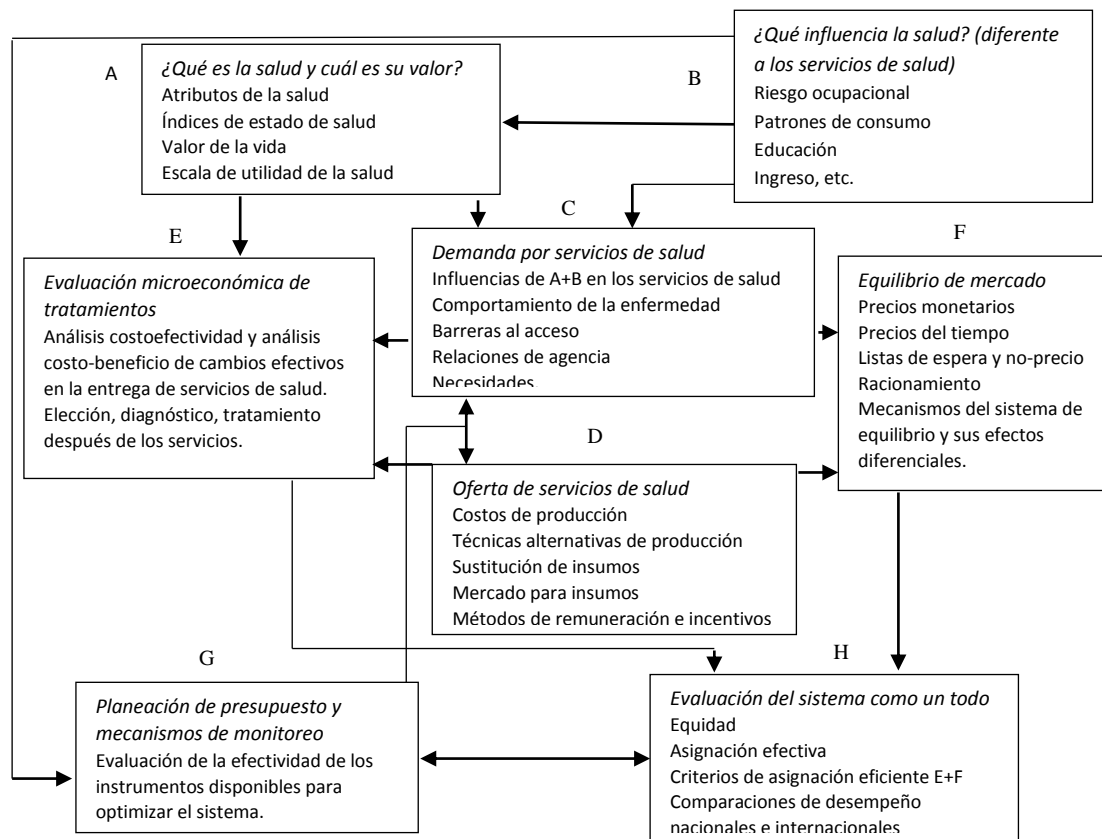 A
¿Qué es la salud y cuál es su valor?
Atributos de la salud
Índices de estado de salud
Valor de la vida
Escala de utilidad de la salud
B
¿Qué influencia la salud? (diferente
a los servicios de salud)
Riesgo ocupacional
Patrones de consumo
Educación
Ingreso, etc.
C
Demanda por servicios de salud
Influencias de A+B en los servicios de salud
Comportamiento de la enfermedad
Barreras al acceso
Relaciones de agencia
Necesidades.
E
Evaluación microeconómica de
tratamientos
Análisis costoefectividad y análisis
costo-beneficio de cambios efectivos
en la entrega de servicios de salud.
Elección, diagnóstico, tratamiento
después de los servicios.
F
Equilibrio de mercado
Precios monetarios
Precios del tiempo
Listas de espera y no-precio
Racionamiento
Mecanismos del sistema de
equilibrio y sus efectos
diferenciales.
D
Oferta de servicios de salud
Costos de producción
Técnicas alternativas de producción
Sustitución de insumos
Mercado para insumos
Métodos de remuneración e incentivos
G
Planeación de presupuesto y
mecanismos de monitoreo
Evaluación de la efectividad de los
instrumentos disponibles para
optimizar el sistema.
H
Evaluación del sistema como un todo
Equidad
Asignación efectiva
Criterios de asignación eficiente E+F
Comparaciones de desempeño
nacionales e internacionales